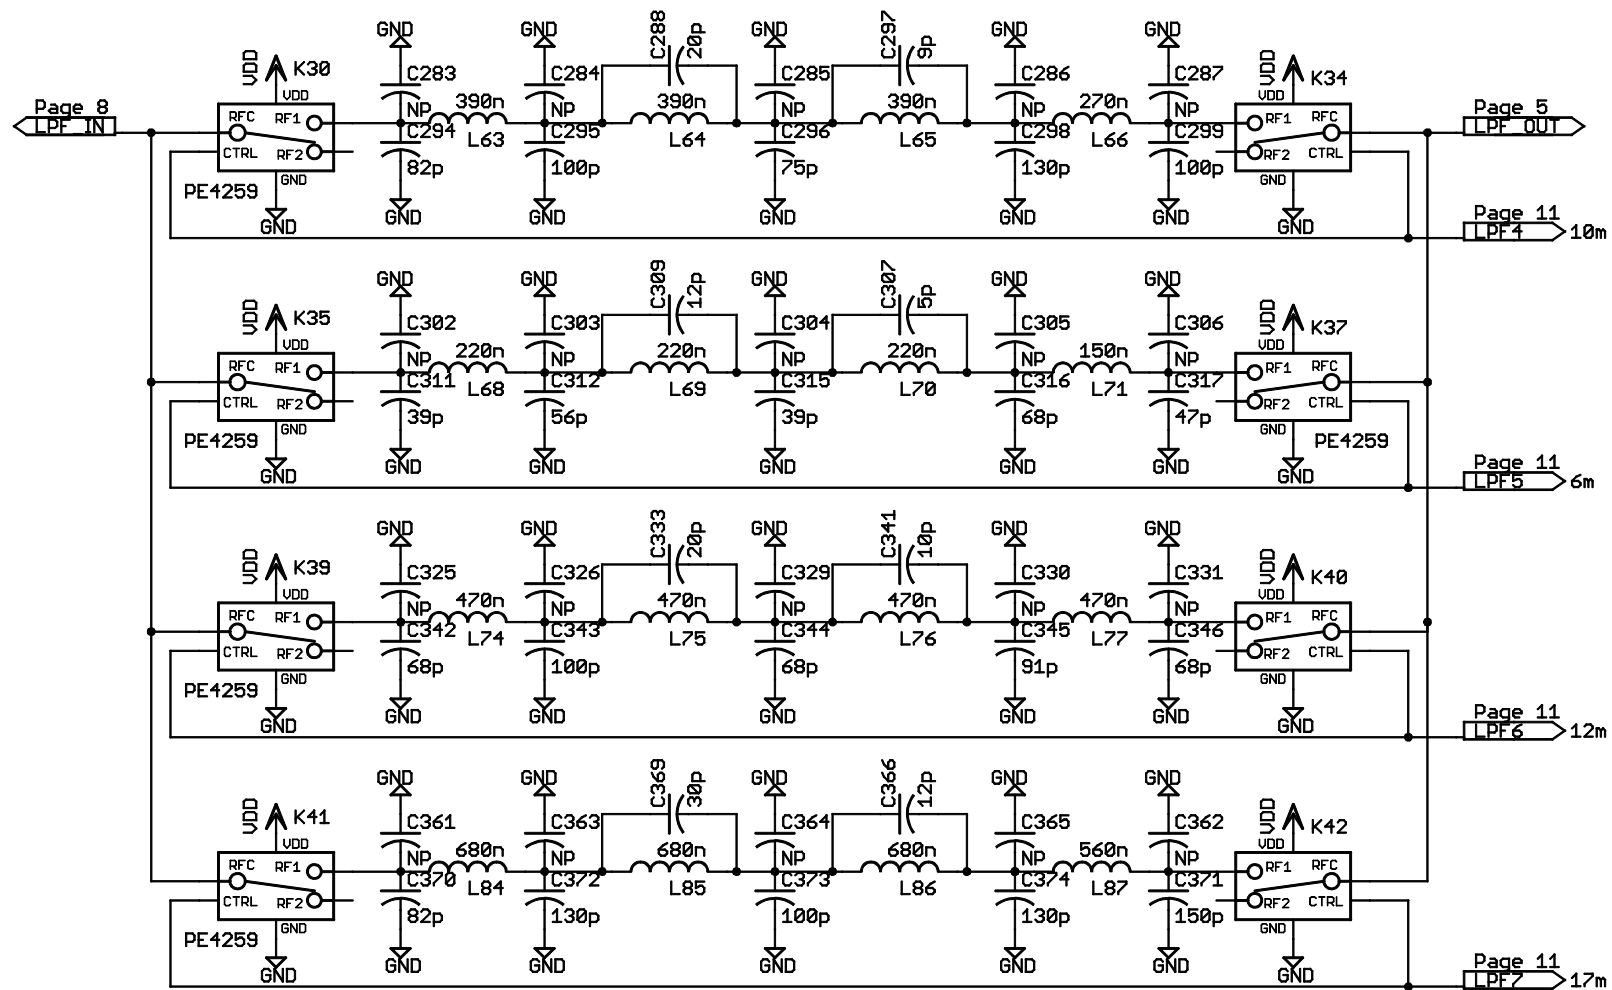 Page 8
LPF_IN
VDD
K30
VDD
RFC
RF1
CTRL
RF2
GND
PE4259
GND
GND
C283
NP
C294
82p
GND
390n
L63
GND
C284
C295
100p
GND
C288
20p
390n
L64
GND
C285
NP
C296
75p
GND
C297
9p
390n
L65
GND
C286
NP
C298
130p
GND
270n
L66
GND
C287
C299
100p
GND
VDD
K34
VDD
RF1
RFC
RF2
CTRL
GND
GND
Page 5
LPF_OUT
Page 11
LPF4
10m
VDD
K35
VDD
RFC
RF1
CTRL
RF2
GND
PE4259
GND
GND
C302
NP
C311
39p
GND
220n
L68
GND
C303
NP
C312
56p
GND
C309
12p
220n
L69
GND
C304
NP
C315
39p
GND
C307
5p
220n
L70
GND
C305
NP
C316
68p
GND
150n
L71
GND
C306
NP
C317
47p
GND
VDD
K37
VDD
RF1
RFC
RF2
CTRL
GND
PE4259
GND
Page 11
LPF5
6m
VDD
K39
VDD
RFC
RF1
CTRL
RF2
GND
PE4259
GND
GND
C325
NP
C342
68p
GND
470n
L74
GND
C326
NP
C343
100p
GND
C333
20p
470n
L75
GND
C329
NP
C344
68p
GND
C341
10p
470n
L76
GND
C330
NP
C345
91p
GND
470n
L77
GND
C331
NP
C346
68p
GND
VDD
K40
VDD
RF1
RFC
RF2
CTRL
GND
GND
Page 11
LPF6
12m
VDD
K41
VDD
RFC
RF1
CTRL
RF2
GND
PE4259
GND
GND
C361
NP
C370
82p
GND
680n
L84
GND
C363
NP
C372
130p
GND
C369
30p
680n
L85
GND
C364
NP
C373
100p
GND
C366
12p
680n
L86
GND
C365
NP
C374
130p
GND
560n
L87
GND
C362
NP
C371
150p
GND
VDD
K42
VDD
RF1
RFC
RF2
CTRL
GND
GND
Page 11
LPF7
17m